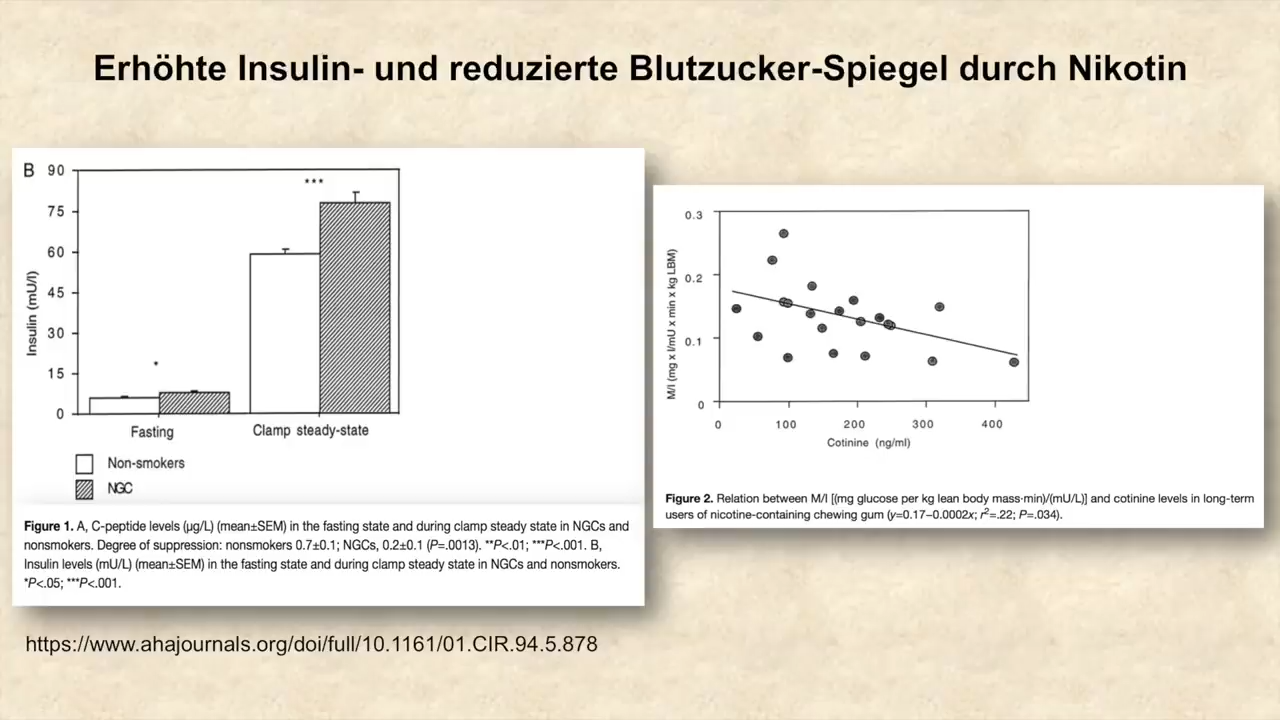 Erhöhte Insulin- und reduzierte Blutzucker-Spiegel durch Nikotin
B
90
75
60
45
30
15
0
Insulin (mU/l)
*
***
Fasting
Clamp steady-state
Non-smokers
NGC
Figure 1. A, C-peptide levels (μg/L) (mean±SEM) in the fasting state and during clamp steady state in NGCs and
nonsmokers. Degree of suppression: nonsmokers 0.7±0.1; NGCs, 0.2±0.1 (P=.0013). **P<.01; ***P<.001. B,
Insulin levels (mU/L) (mean±SEM) in the fasting state and during clamp steady state in NGCs and nonsmokers.
*P<.05; ***P<.001.
0.3
0.2
0.1
0
M/I (mg x l/mU x min x kg LBM)
0 100 200 300 400
Cotinine (ng/ml)
Figure 2. Relation between M/I [(mg glucose per kg lean body mass·min)/(mU/L)] and cotinine levels in long-term
users of nicotine-containing chewing gum (y=0.17−0.0002x; r²=.22; P=.034).
https://www.ahajournals.org/doi/full/10.1161/01.CIR.94.5.878